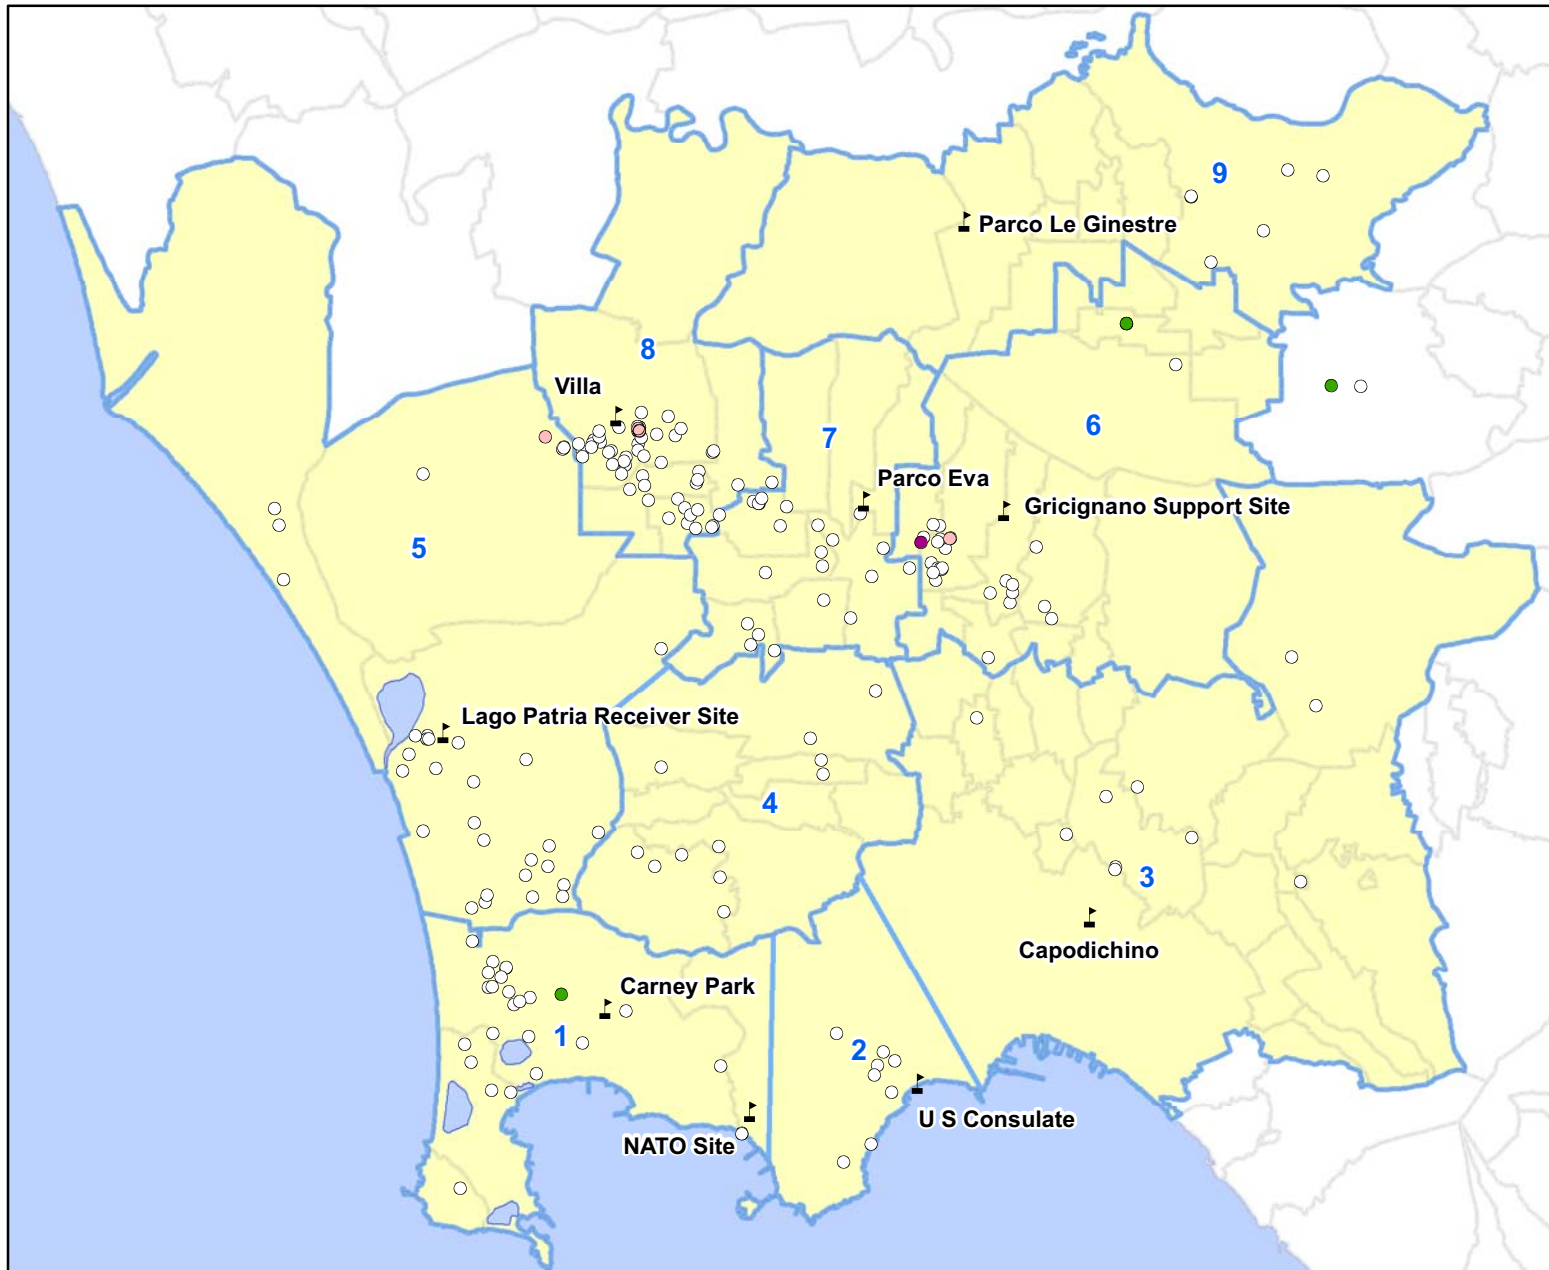 9
Parco Le Ginestre
8
Villa
6
7
Parco Eva
Gricignano Support Site
5
Lago Patria Receiver Site
4
3
Capodichino
Carney Park
1
2
U S Consulate
NATO Site